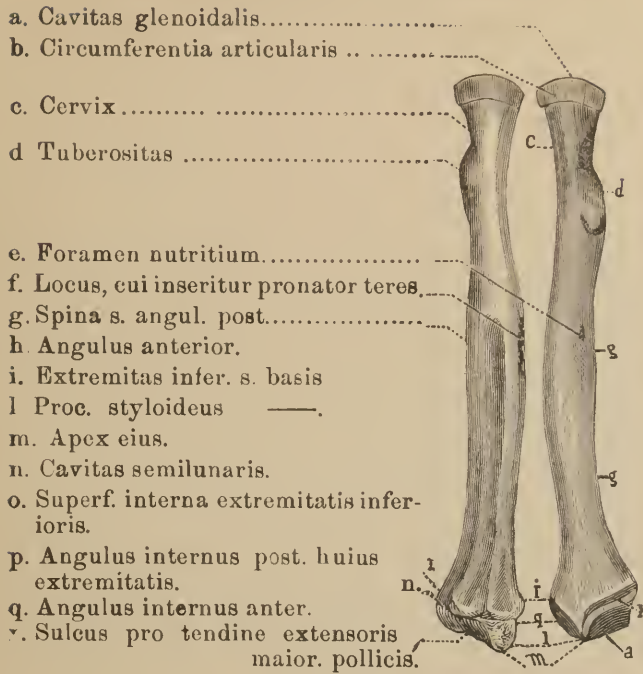 a. Cavitas glenoidalis
b. Circumferentia articularis
c. Cervix
d Tuberositas
e. Foramen nutritium
f. Locus, cui inseritur pronator teres.
g. Spina s. angul. post.
h. Angulus anterior.
i. Extremitas infer. s. basis
l Proc. styloideus —.
m. Apex eius.
n. Cavitas semilunaris.
o. Superf. interna extremitatis infer-
ioris.
p. Angulus internus post. huius
extremitatis.
q. Angulus internus anter.
r. Sulcus pro tendine extensoris
maior. pollicis.
c
d
g
g
n.
i
q
l
m
a